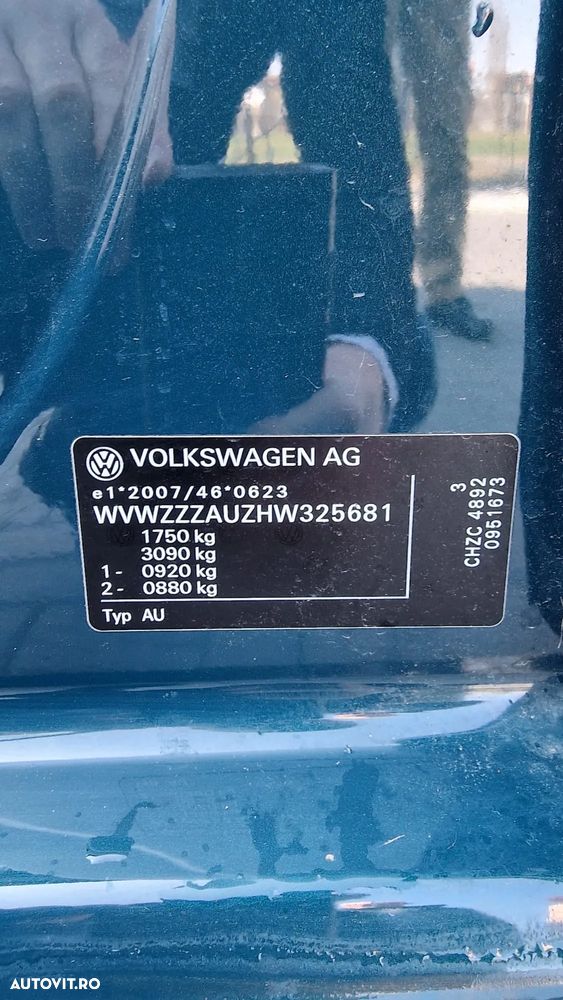 VOLKSWAGEN AG
e1*2007/46*0623
WVWZZZAUZHW325681
1750 kg
3090 kg
1- 0920 kg
2- 0880 kg
Typ AU
3
CHZC 4892
0951673
AUTOVIT.RO